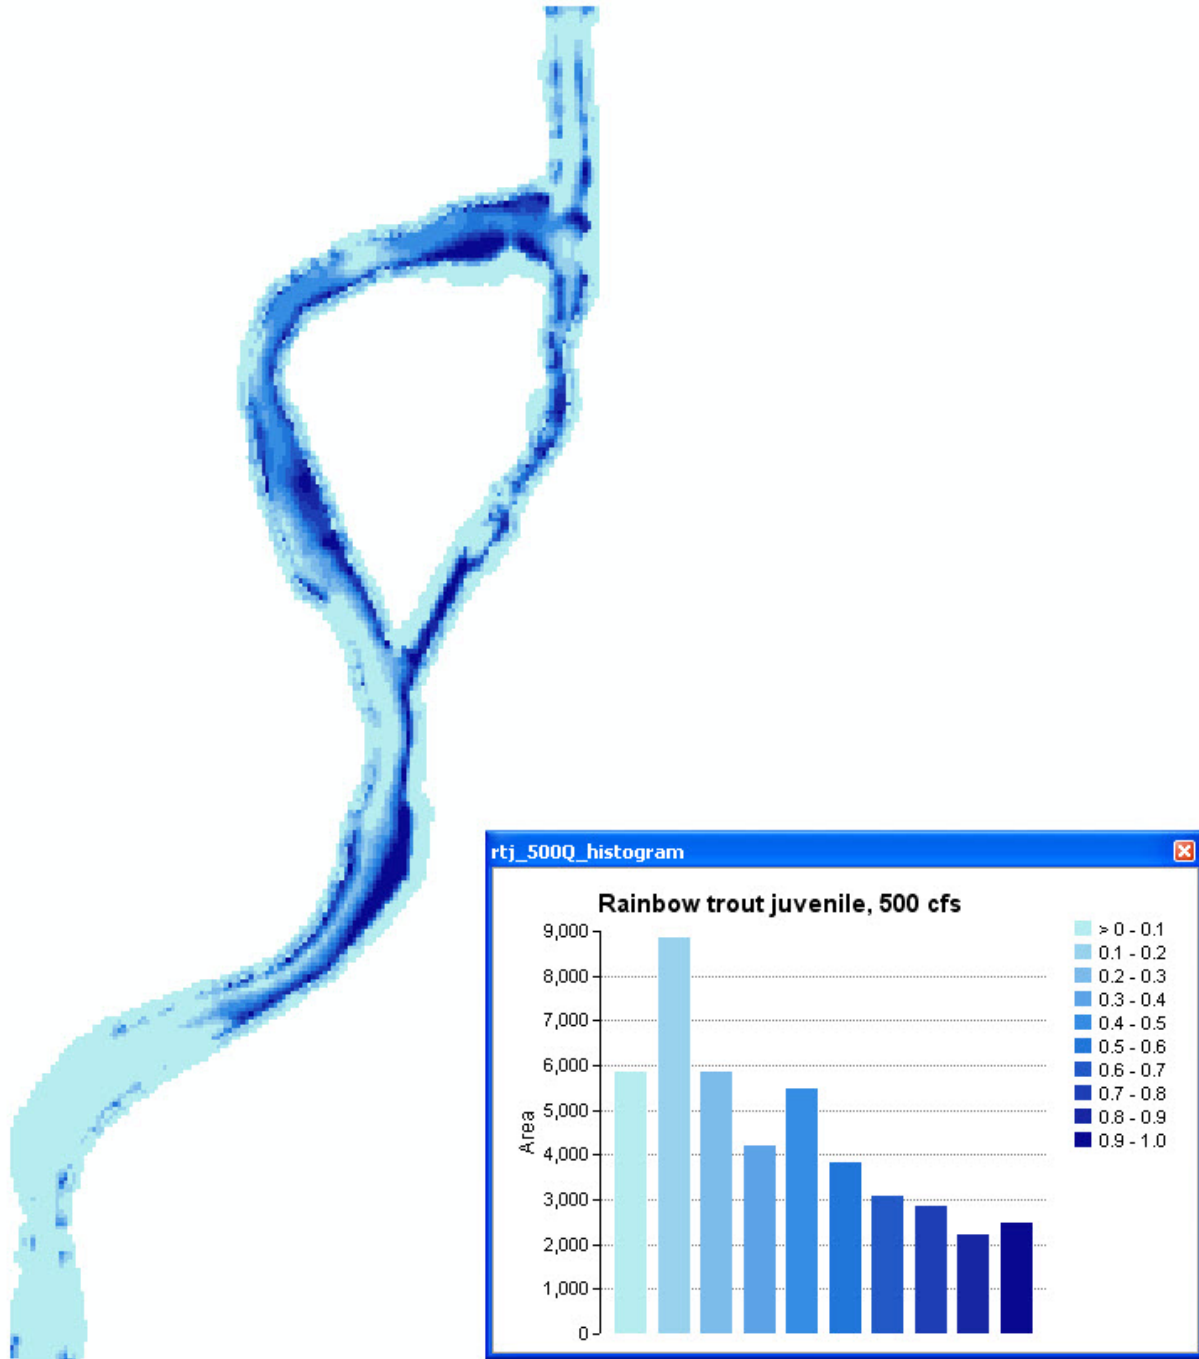 rtj_500Q_histogram
Rainbow trout juvenile, 500 cfs
9,000
8,000
7,000
6,000
5,000
4,000
3,000
2,000
1,000
0
Area
> 0 - 0.1
0.1 - 0.2
0.2 - 0.3
0.3 - 0.4
0.4 - 0.5
0.5 - 0.6
0.6 - 0.7
0.7 - 0.8
0.8 - 0.9
0.9 - 1.0